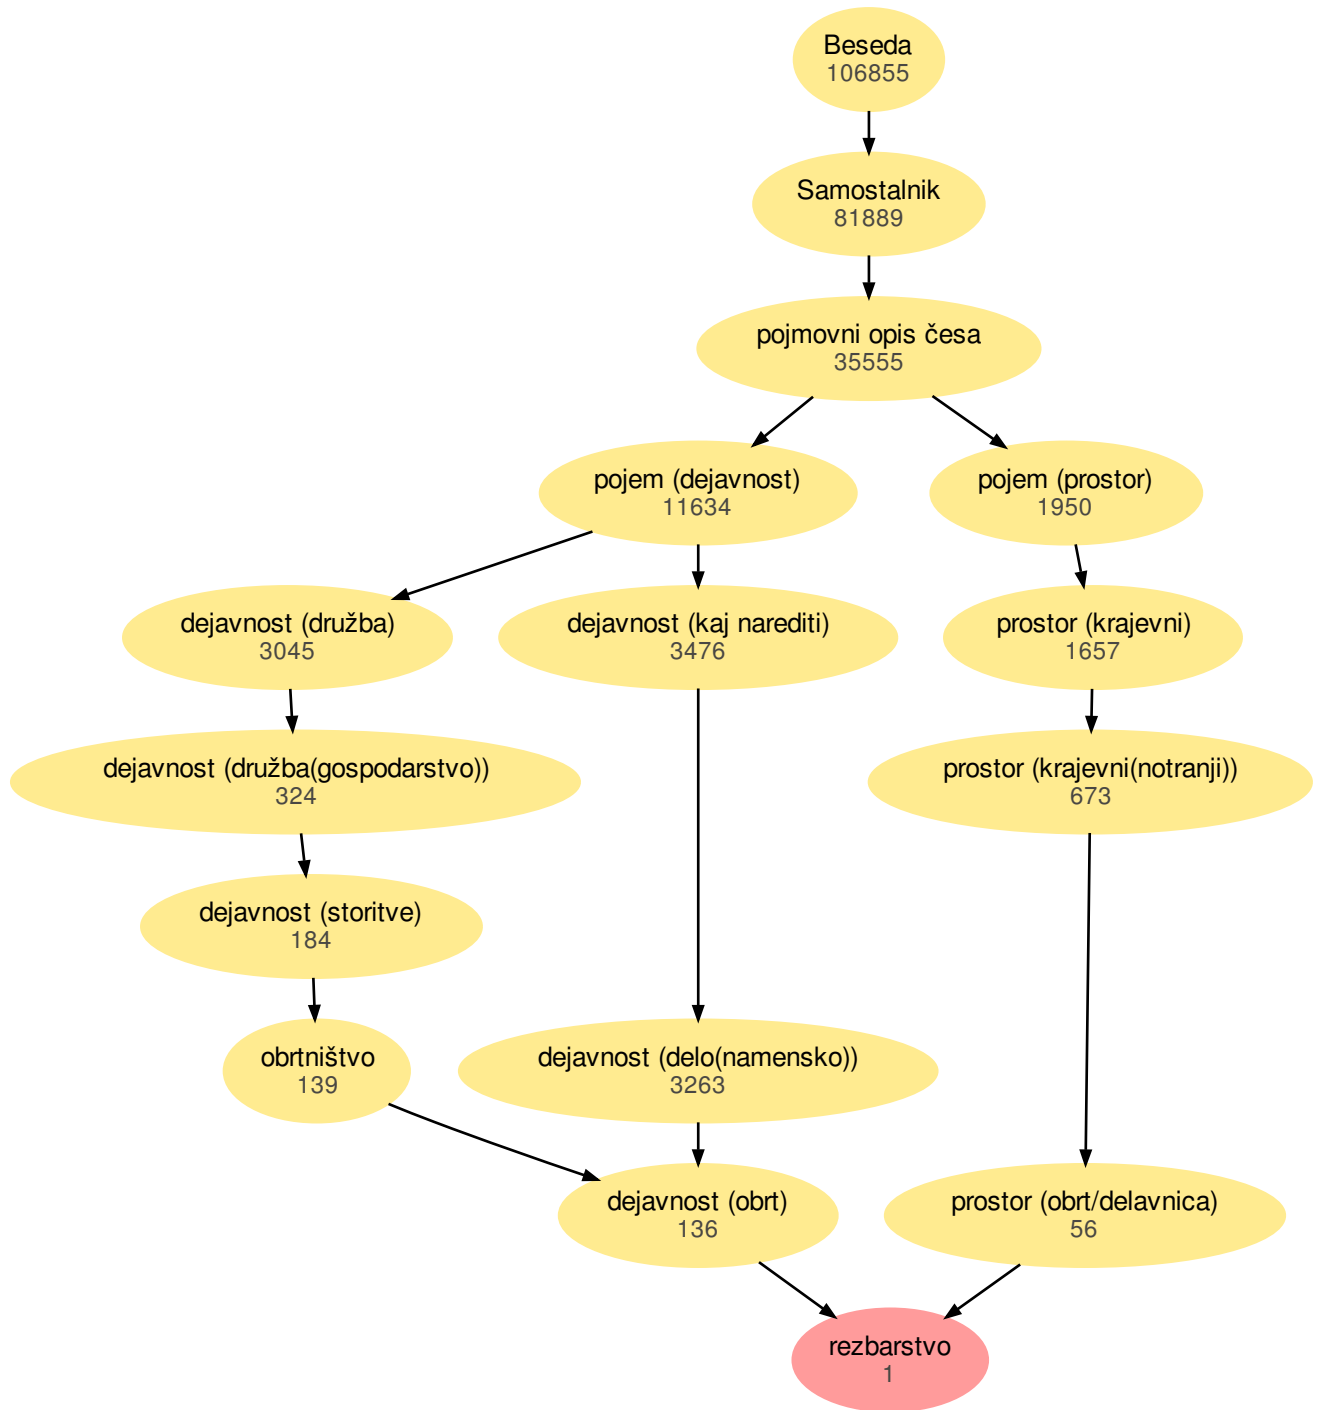 Beseda
106855
Samostalnik
81889
pojmovni opis česa
35555
pojem (dejavnost)
11634
pojem (prostor)
1950
dejavnost (družba)
3045
dejavnost (kaj narediti)
3476
prostor (krajevni)
1657
dejavnost (družba(gospodarstvo))
324
prostor (krajevni(notranji))
673
dejavnost (storitve)
184
obrtništvo
139
dejavnost (delo(namensko))
3263
dejavnost (obrt)
136
prostor (obrt/delavnica)
56
rezbarstvo
1